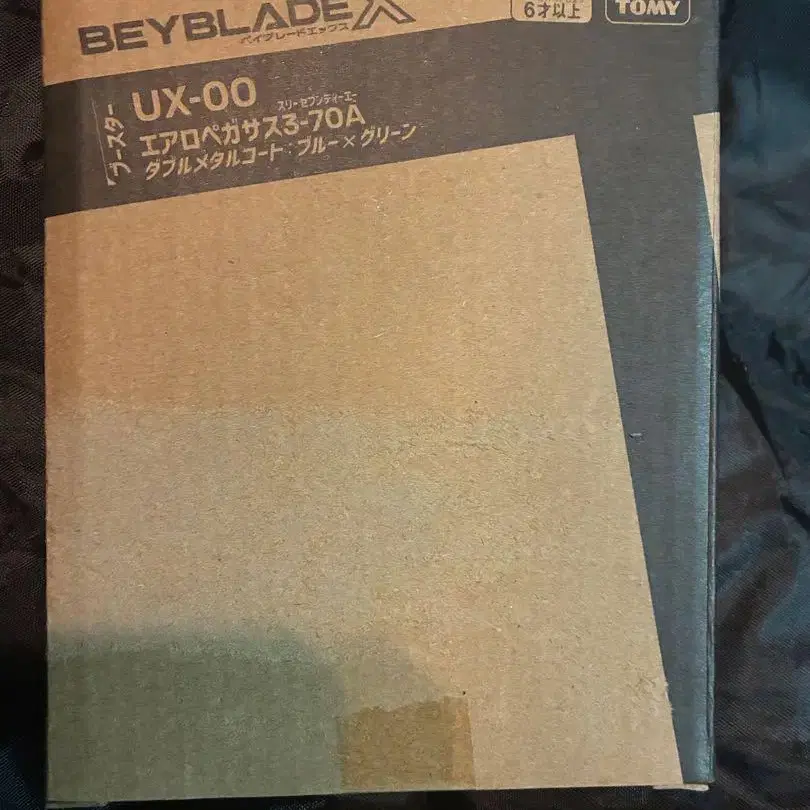 BEYBLADE X
ベイブレードエックス
6才以上
TOMY
ブースター
UX-00
スリーセブンティーエー
エアロペガサス3-70A
ダブルメタルコート:ブルー×グリーン